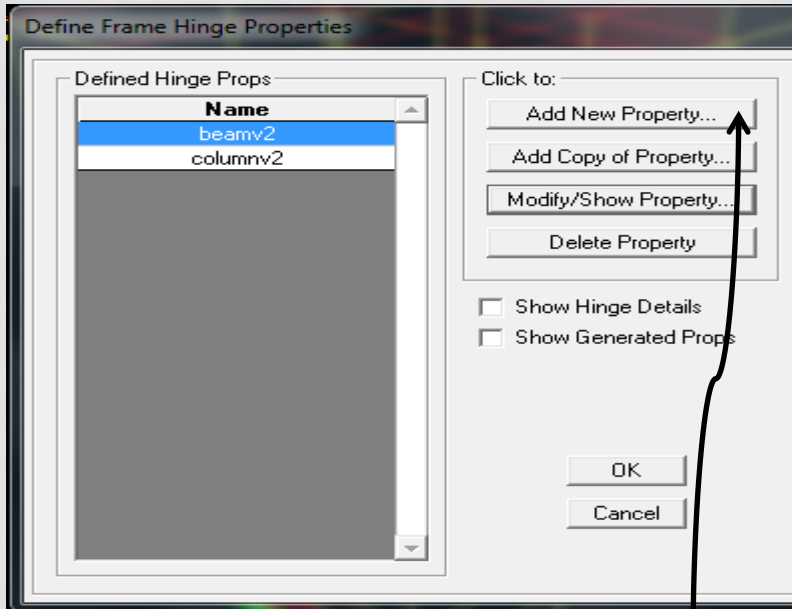 Define Frame Hinge Properties
Defined Hinge Props
Name
beamv2
columnv2
Click to:
Add New Property...
Add Copy of Property...
Modify/Show Property...
Delete Property
Show Hinge Details
Show Generated Props
OK
Cancel